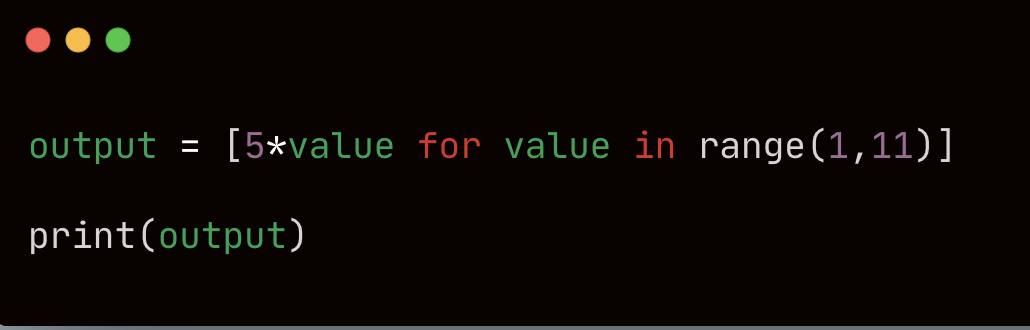 output = [5*value for value in range(1,11)]
print(output)